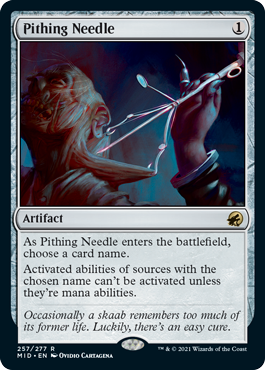 Pithing Needle 1
Artifact
As Pithing Needle enters the battlefield,
choose a card name.
Activated abilities of sources with the
chosen name can't be activated unless
they're mana abilities.
Occasionally a skaab remembers too much of
its former life. Luckily, there's an easy cure.
257/277 R
MID • EN OVIDIO CARTAGENA
™ & © 2021 Wizards of the Coast